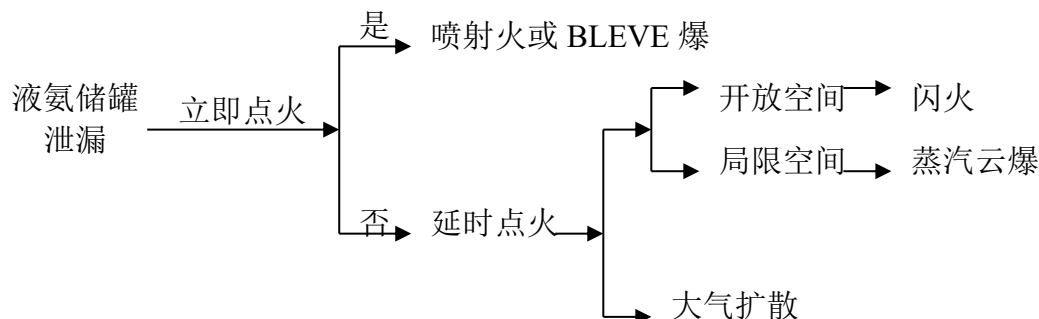 是
喷射火或 BLEVE 爆
液氨储罐
泄漏
立即点火
开放空间
闪火
局限空间
蒸汽云爆
否
延时点火
大气扩散